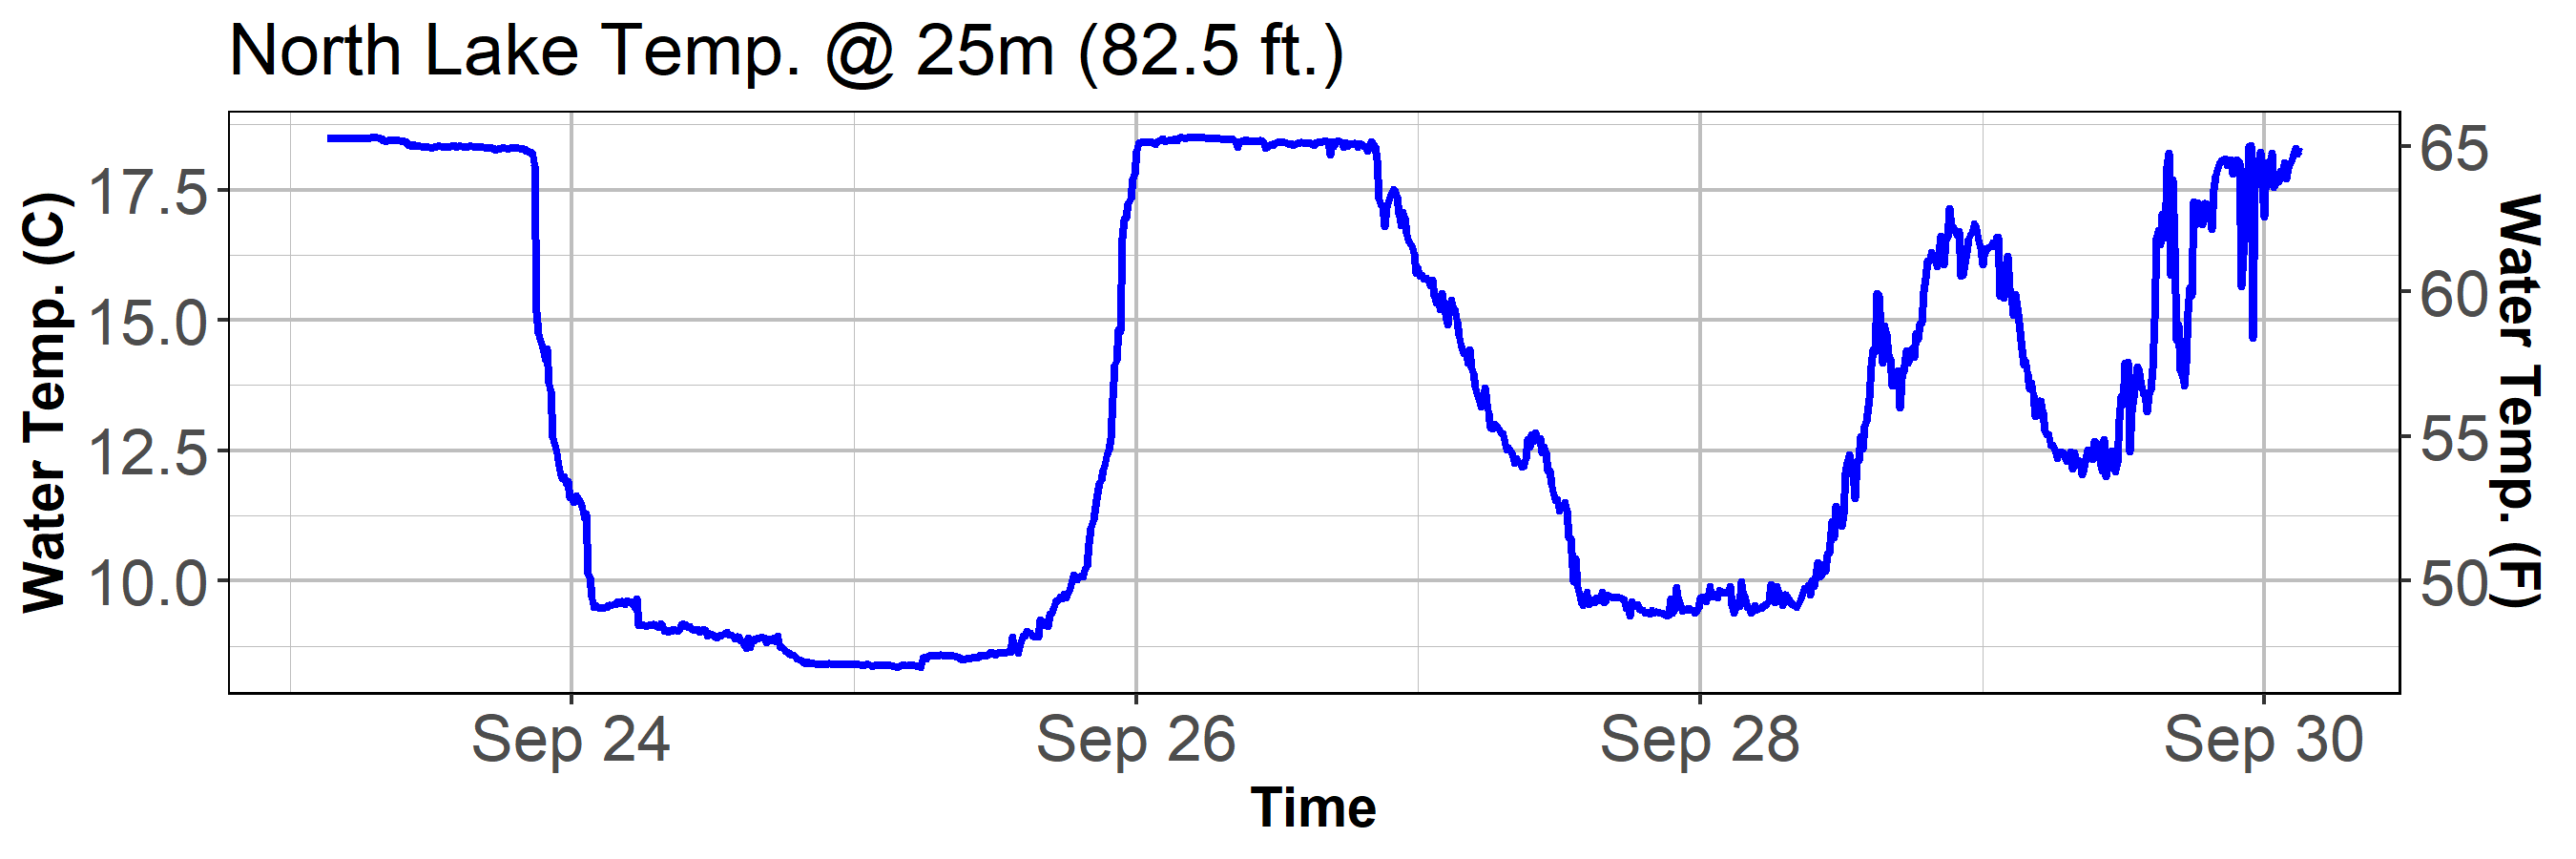 North Lake Temp. @ 25m (82.5 ft.)
Water Temp. (C)
17.5
15.0
12.5
10.0
65
60
55
50
Water Temp. (F)
Sep 24
Sep 26
Sep 28
Sep 30
Time